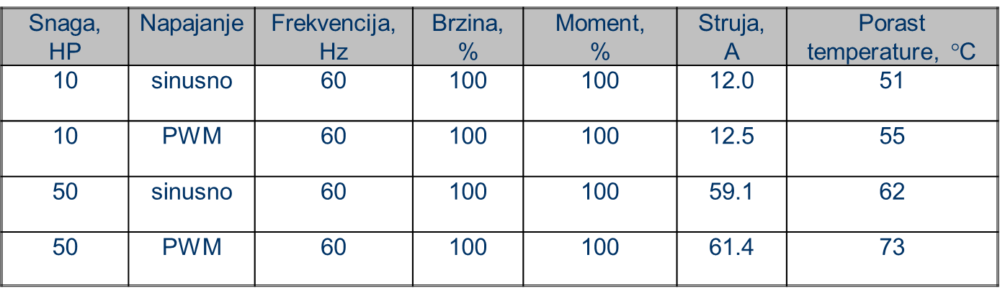 Snaga, HP Napajanje Frekvencija, Hz Brzina, % Moment, % Struja, A Porast temperature, °C
10 sinusno 60 100 100 12.0 51
10 PWM 60 100 100 12.5 55
50 sinusno 60 100 100 59.1 62
50 PWM 60 100 100 61.4 73